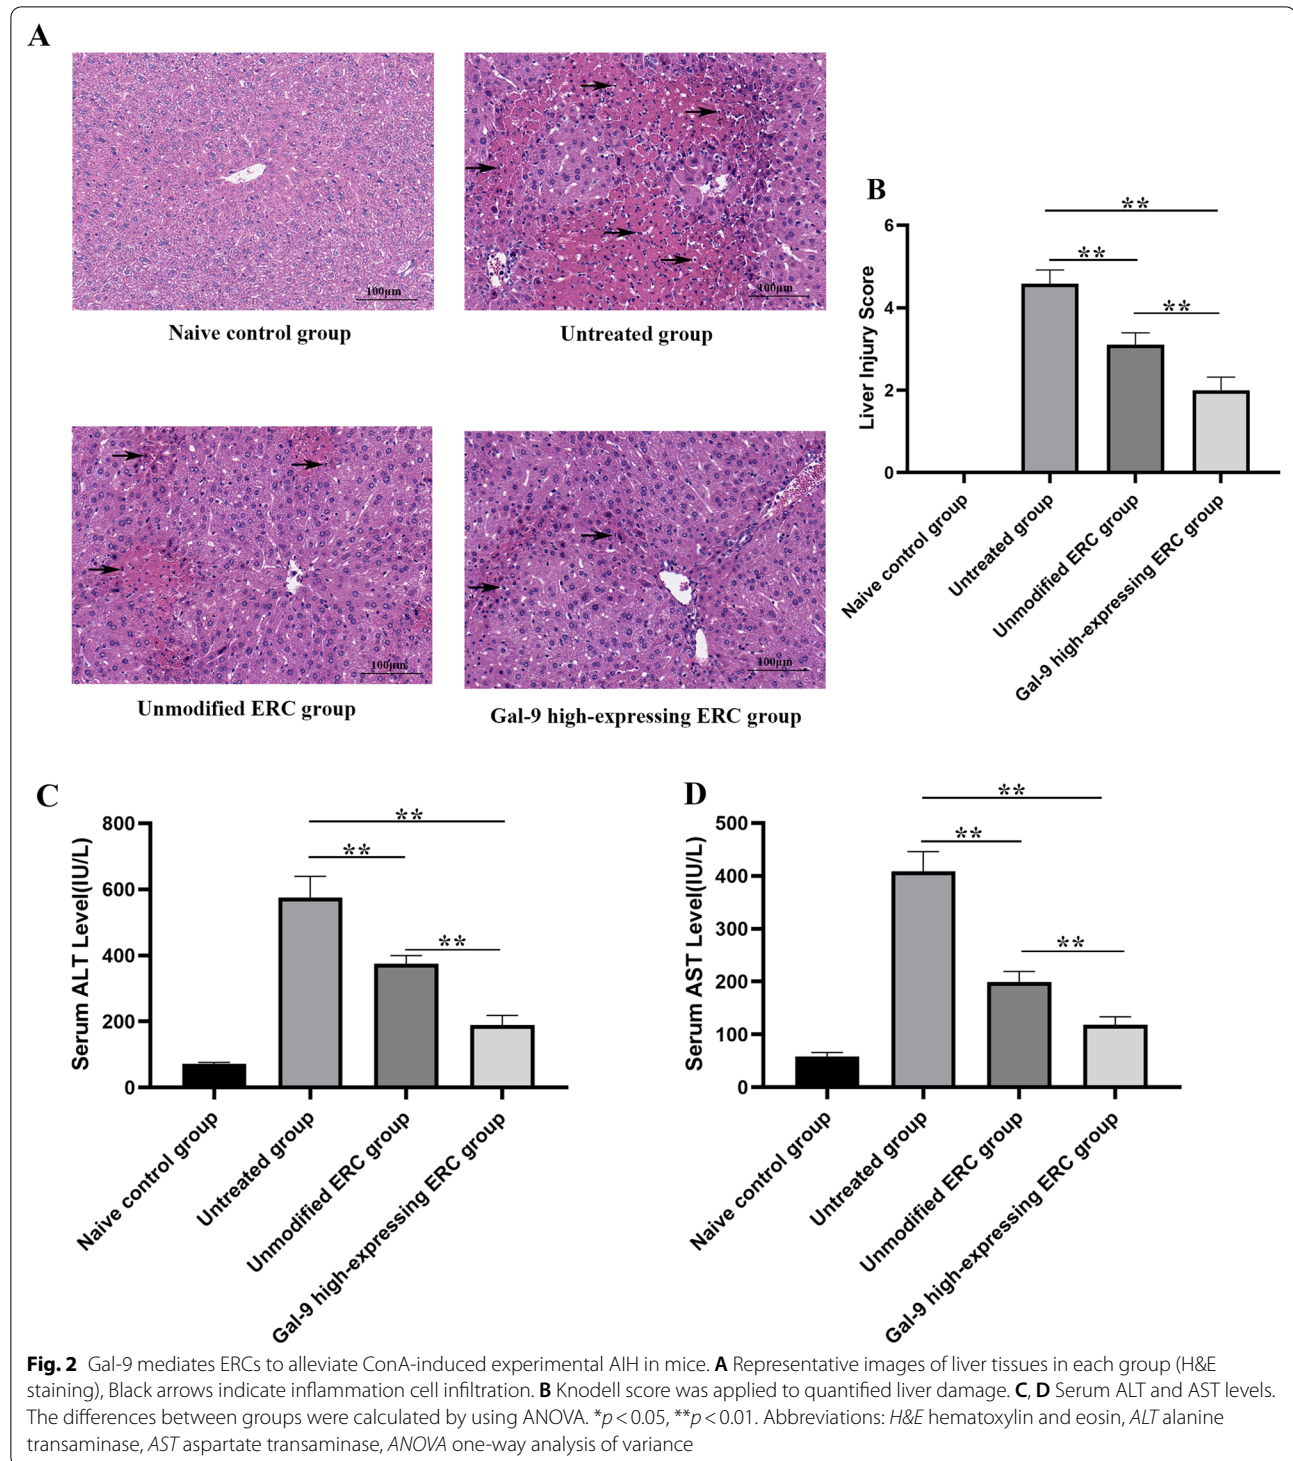 A
100μm
100μm
Naive control group
Untreated group
100μm
100μm
Unmodified ERC group
Gal-9 high-expressing ERC group
B
**
**
**
6
4
2
0
Liver Injury Score
Naive control group
Untreated group
Unmodified ERC group
Gal-9 high-expressing ERC group
C
**
**
**
800
600
400
200
0
Serum ALT Level(IU/L)
Naive control group
Untreated group
Unmodified ERC group
Gal-9 high-expressing ERC group
D
**
**
**
500
400
300
200
100
0
Serum AST Level(IU/L)
Naive control group
Untreated group
Unmodified ERC group
Gal-9 high-expressing ERC group
Fig. 2 Gal-9 mediates ERCs to alleviate ConA-induced experimental AIH in mice. A Representative images of liver tissues in each group (H&E
staining), Black arrows indicate inflammation cell infiltration. B Knodell score was applied to quantified liver damage. C, D Serum ALT and AST levels.
The differences between groups were calculated by using ANOVA. *p < 0.05, **p < 0.01. Abbreviations: H&E hematoxylin and eosin, ALT alanine
transaminase, AST aspartate transaminase, ANOVA one-way analysis of variance